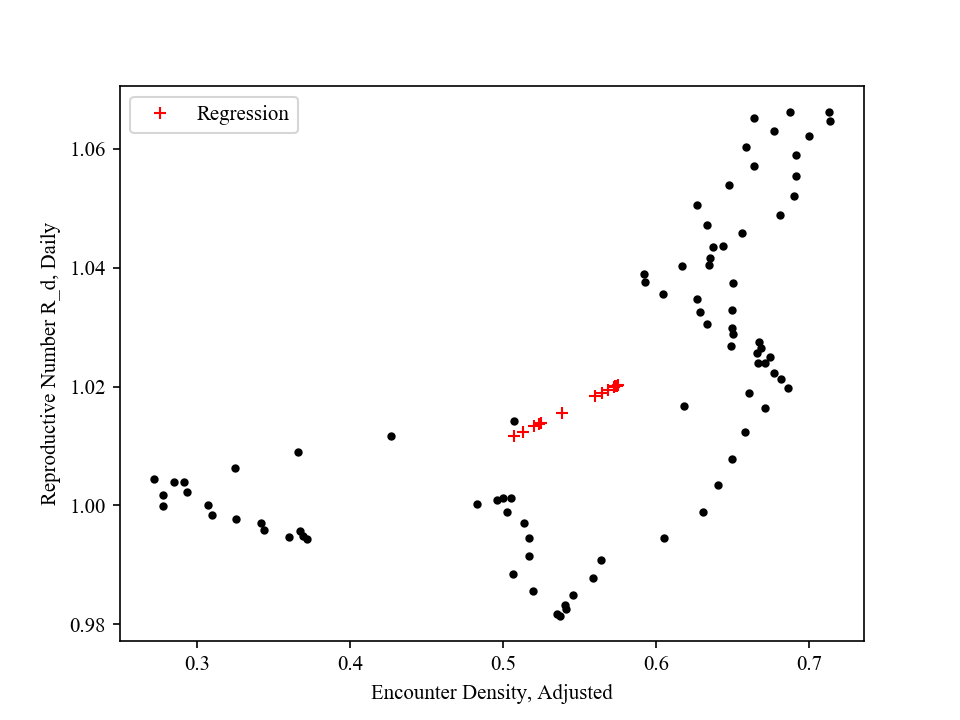 Regression
1.06
1.04
1.02
1.00
0.98
Reproductive Number R_d, Daily
0.3 0.4 0.5 0.6 0.7
Encounter Density, Adjusted